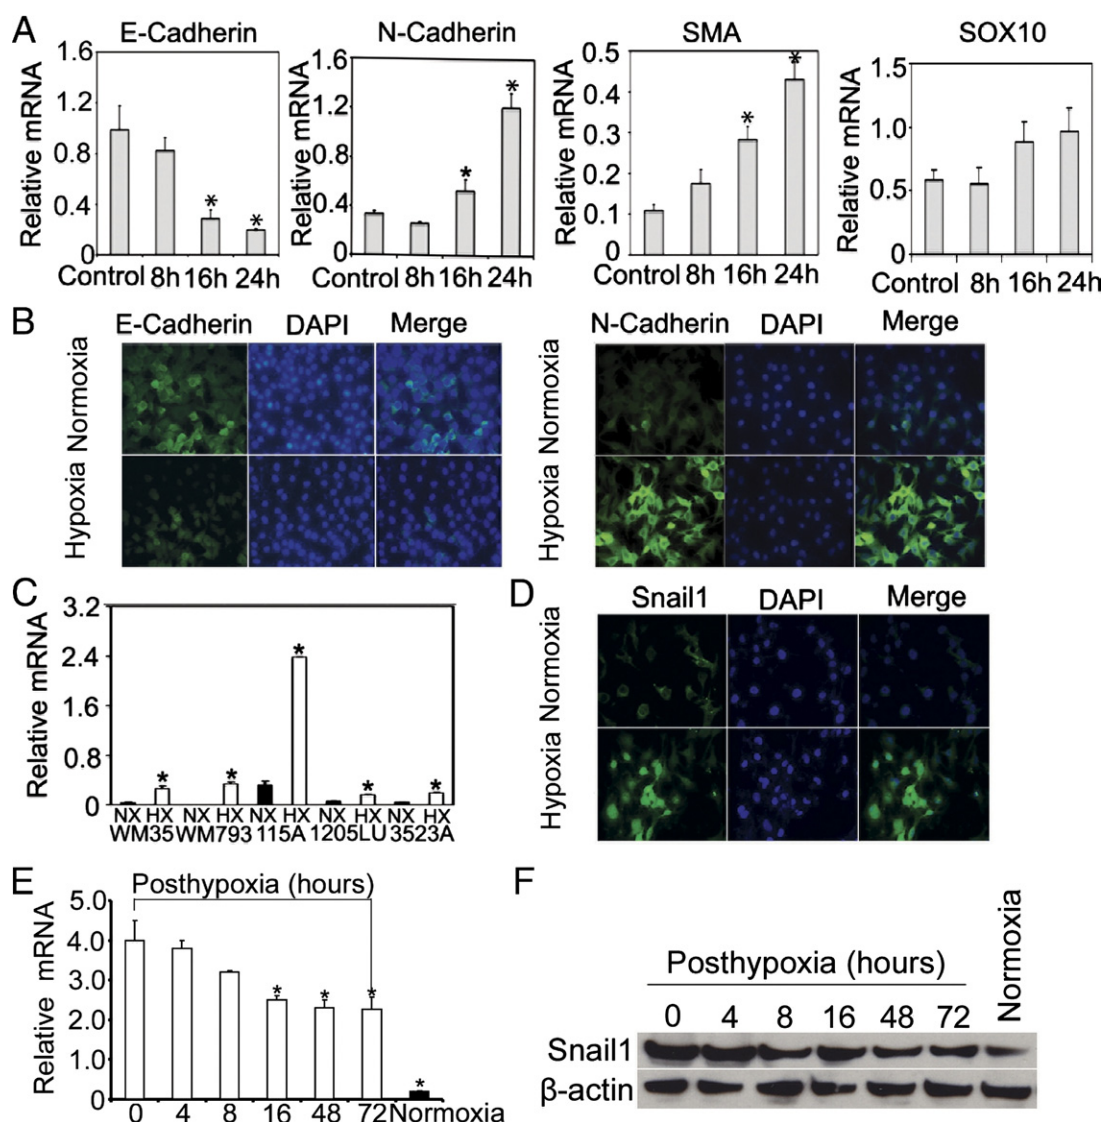 A
E-Cadherin
Relative mRNA
1.6
1.2
0.8
0.4
0
*
*
Control 8h 16h 24h
N-Cadherin
Relative mRNA
1.6
1.2
0.8
0.4
0
*
*
Control 8h 16h 24h
SMA
Relative mRNA
0.5
0.4
0.3
0.2
0.1
0
*
*
Control 8h 16h 24h
SOX10
Relative mRNA
1.5
1.0
0.5
0
Control 8h 16h 24h
B
E-Cadherin DAPI Merge
Hypoxia Normoxia
N-Cadherin DAPI Merge
Hypoxia Normoxia
C
Relative mRNA
3.2
2.4
1.6
0.8
0
* * * * *
NX HX NX HX NX HX NX HX NX HX
WM35 WM793 115A 1205LU 3523A
D
Snail1 DAPI Merge
Hypoxia Normoxia
E
Posthypoxia (hours)
Relative mRNA
5.0
4.0
3.0
2.0
1.0
0
* * * *
0 4 8 16 48 72 Normoxia
F
Posthypoxia (hours)
Normoxia
0 4 8 16 48 72
Snail1
β-actin